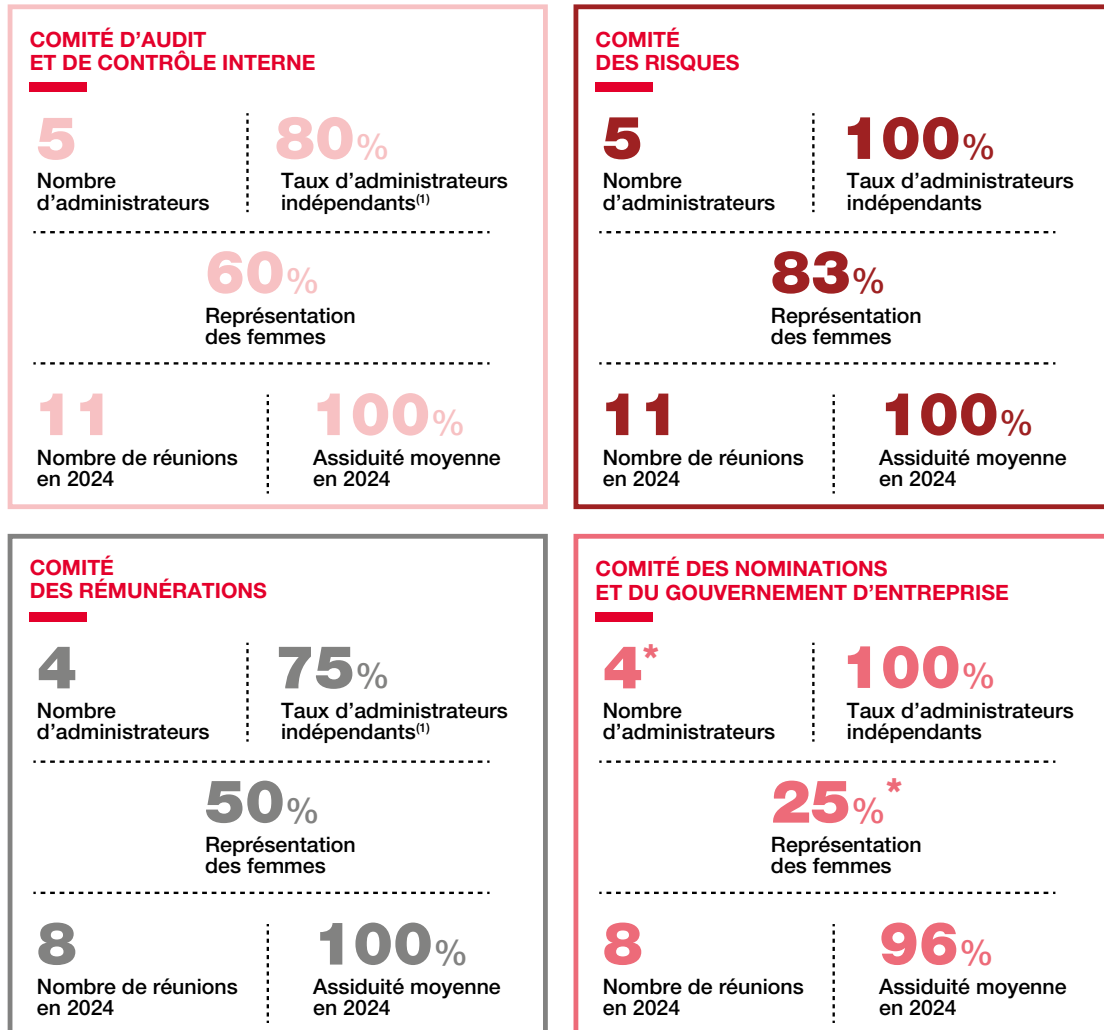 COMITÉ D'AUDIT
ET DE CONTRÔLE INTERNE
5
Nombre
d'administrateurs
80%
Taux d'administrateurs
indépendants(1)
60%
Représentation
des femmes
11
Nombre de réunions
en 2024
100%
Assiduité moyenne
en 2024
COMITÉ
DES RISQUES
5
Nombre
d'administrateurs
100%
Taux d'administrateurs
indépendants
83%
Représentation
des femmes
11
Nombre de réunions
en 2024
100%
Assiduité moyenne
en 2024
COMITÉ
DES RÉMUNÉRATIONS
4
Nombre
d'administrateurs
75%
Taux d'administrateurs
indépendants(1)
50%
Représentation
des femmes
8
Nombre de réunions
en 2024
100%
Assiduité moyenne
en 2024
COMITÉ DES NOMINATIONS
ET DU GOUVERNEMENT D'ENTREPRISE
4*
Nombre
d'administrateurs
100%
Taux d'administrateurs
indépendants
25%*
Représentation
des femmes
8
Nombre de réunions
en 2024
96%
Assiduité moyenne
en 2024